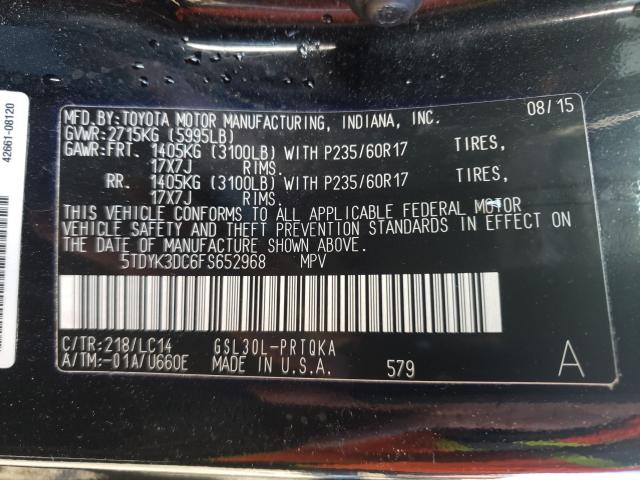 42661-08120
MFD.BY:TOYOTA MOTOR MANUFACTURING, INDIANA, INC. 08/15
GVWR:2715KG (5995LB)
GAWR:FRT. 1405KG (3100LB) WITH P235/60R17 TIRES,
17X7J RIMS.
RR. 1405KG (3100LB) WITH P235/60R17 TIRES,
17X7J RIMS.
THIS VEHICLE CONFORMS TO ALL APPLICABLE FEDERAL MOTOR
VEHICLE SAFETY AND THEFT PREVENTION STANDARDS IN EFFECT ON
THE DATE OF MANUFACTURE SHOWN ABOVE.
5TDYK3DC6FS652968 MPV
C/TR:218/LC14 GSL30L-PRTQKA
A/TM:-01A/U660E MADE IN U.S.A. 579 A